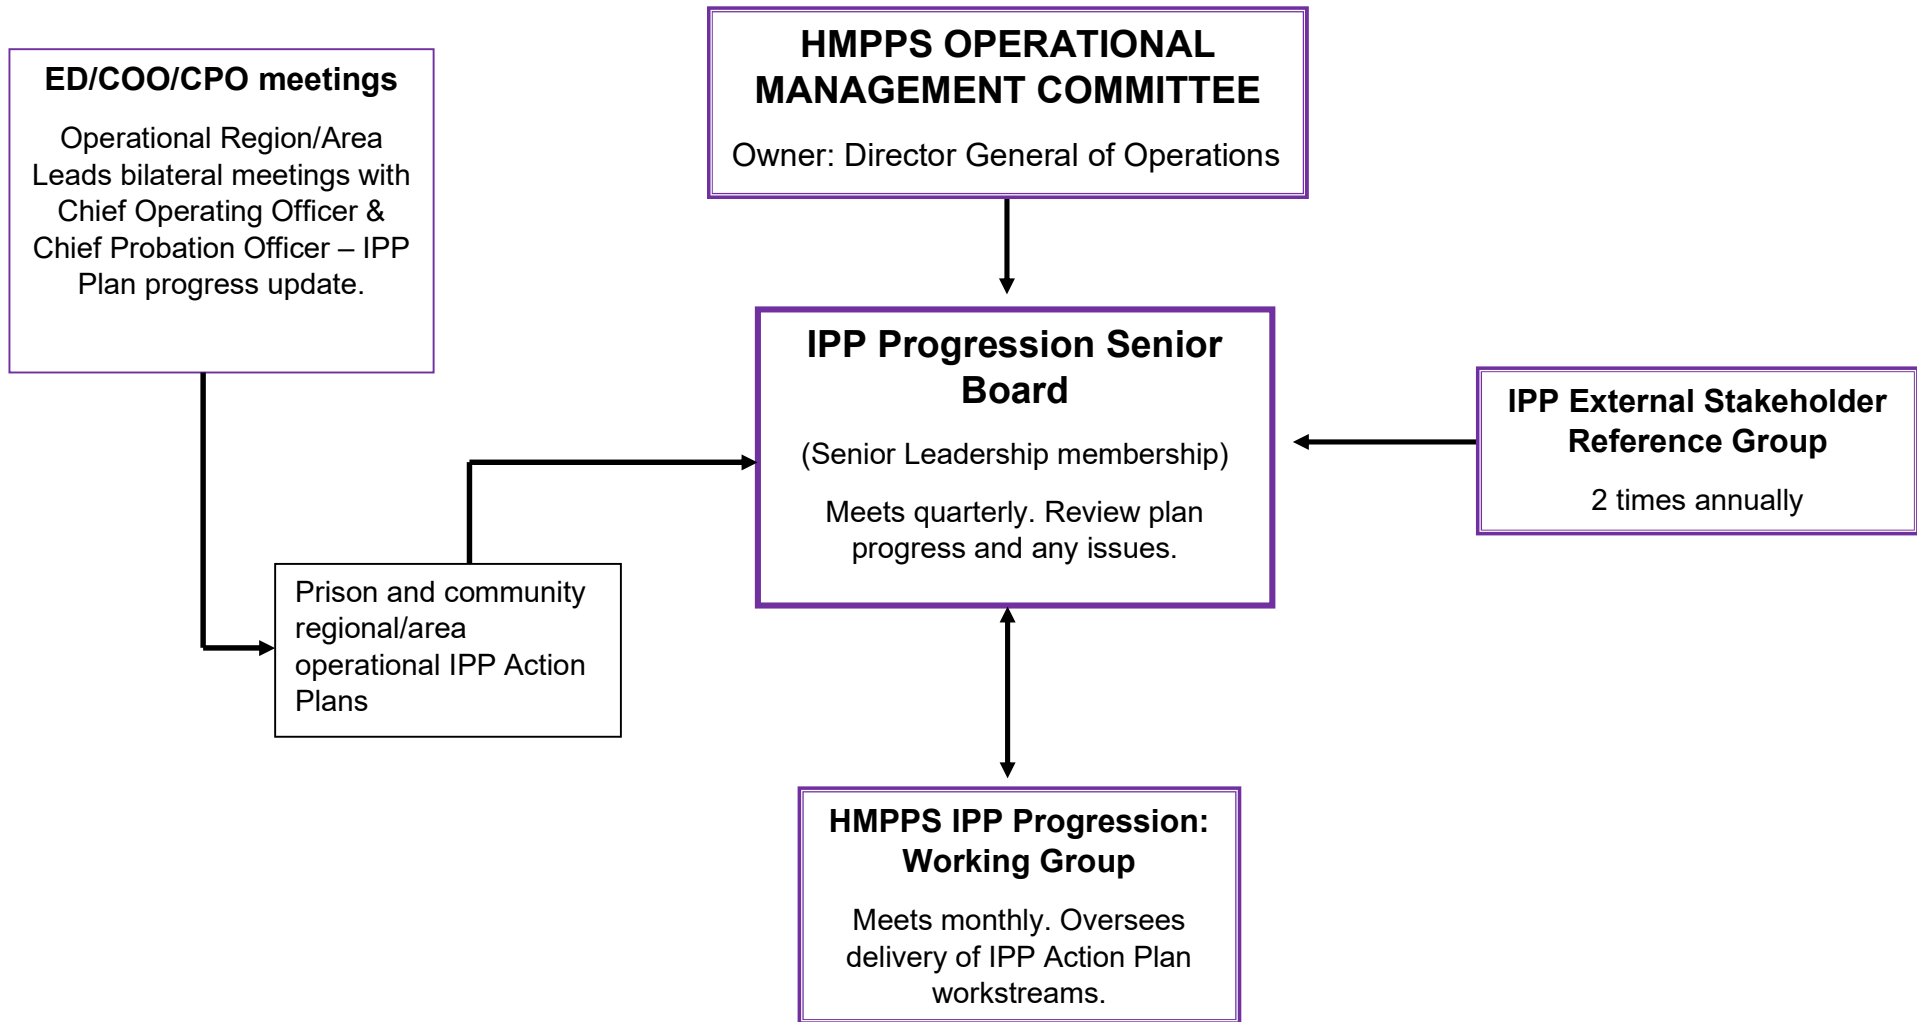 ED/COO/CPO meetings
Operational Region/Area
Leads bilateral meetings with
Chief Operating Officer &
Chief Probation Officer – IPP
Plan progress update.
HMPPS OPERATIONAL
MANAGEMENT COMMITTEE
Owner: Director General of Operations
IPP Progression Senior
Board
(Senior Leadership membership)
Meets quarterly. Review plan
progress and any issues.
IPP External Stakeholder
Reference Group
2 times annually
Prison and community
regional/area
operational IPP Action
Plans
HMPPS IPP Progression:
Working Group
Meets monthly. Oversees
delivery of IPP Action Plan
workstreams.